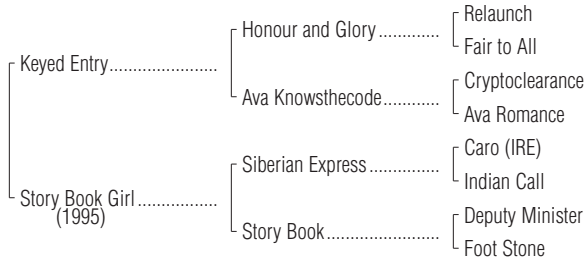 Relaunch
Honour and Glory
Fair to All
Keyed Entry
Cryptoclearance
Ava Knowsthecode
Ava Romance
Caro (IRE)
Siberian Express
Indian Call
Story Book Girl
(1995)
Deputy Minister
Story Book
Foot Stone